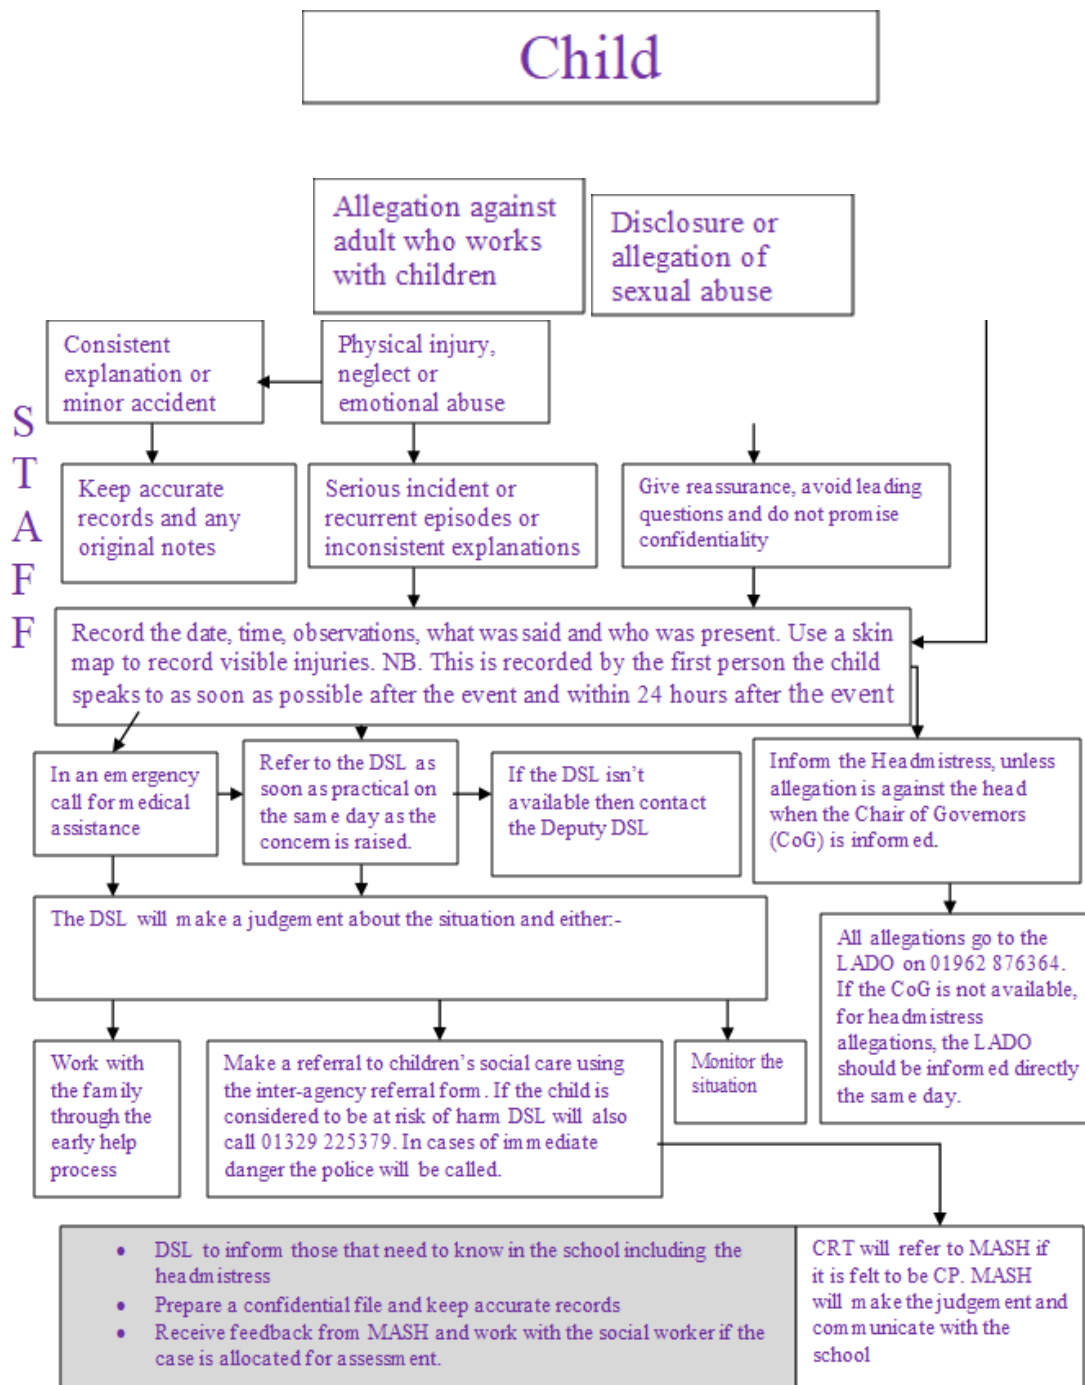 Child
Allegation against
adult who works
with children
Disclosure or
allegation of
sexual abuse
Consistent
explanation or
minor accident
Physical injury,
neglect or
emotional abuse
S
T
A
F
F
Keep accurate
records and any
original notes
Serious incident or
recurrent episodes or
inconsistent explanations
Give reassurance, avoid leading
questions and do not promise
confidentiality
Record the date, time, observations, what was said and who was present. Use a skin
map to record visible injuries. NB. This is recorded by the first person the child
speaks to as soon as possible after the event and within 24 hours after the event
In an emergency
call for medical
assistance
Refer to the DSL as
soon as practical on
the same day as the
concern is raised.
If the DSL isn't
available then contact
the Deputy DSL
Inform the Headmistress, unless
allegation is against the head
when the Chair of Governors
(CoG) is informed.
The DSL will make a judgement about the situation and either:-
All allegations go to the
LADO on 01962 876364.
If the CoG is not available,
for headmistress
allegations, the LADO
should be informed directly
the same day.
Work with
the family
through the
early help
process
Make a referral to children's social care using
the inter-agency referral form. If the child is
considered to be at risk of harm DSL will also
call 01329 225379. In cases of immediate
danger the police will be called.
Monitor the
situation
• DSL to inform those that need to know in the school including the
headmistress
• Prepare a confidential file and keep accurate records
• Receive feedback from MASH and work with the social worker if the
case is allocated for assessment.
CRT will refer to MASH if
it is felt to be CP. MASH
will make the judgement and
communicate with the
school